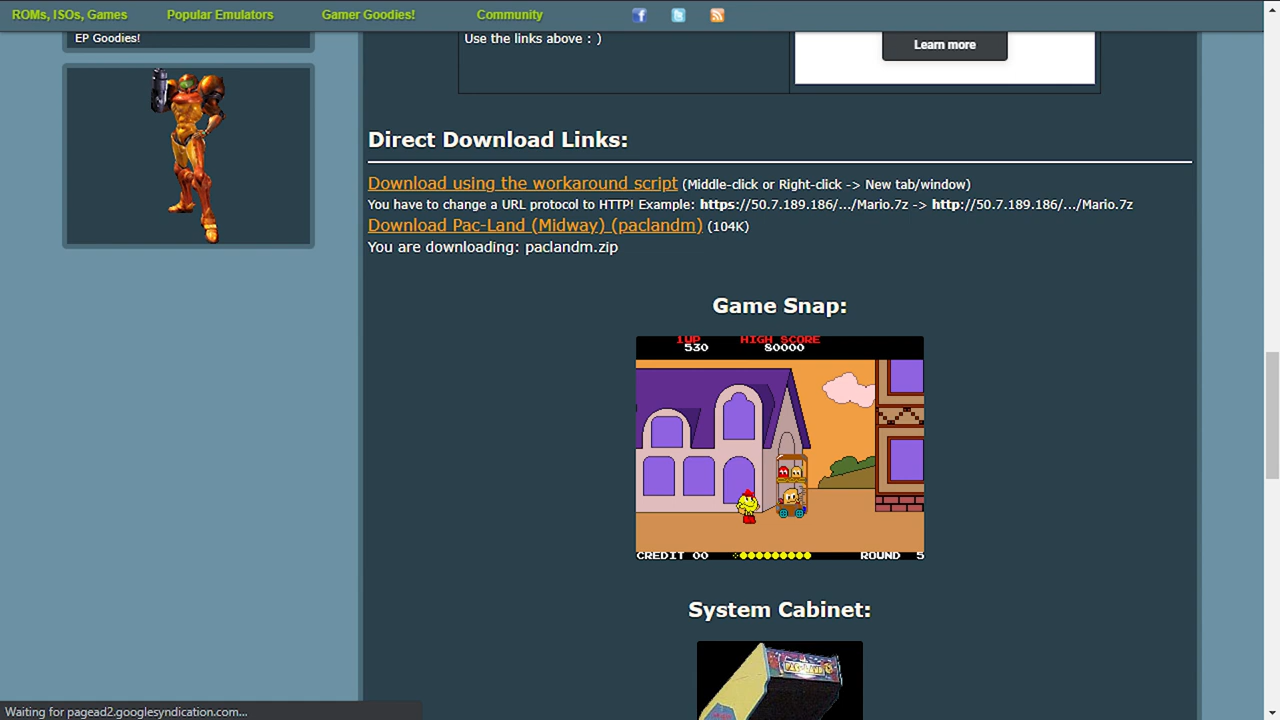 ROMs, ISOs, Games Popular Emulators Gamer Goodies! Community
EP Goodies!
Use the links above : )
Learn more
Direct Download Links:
Download using the workaround script (Middle-click or Right-click -> New tab/window)
You have to change a URL protocol to HTTP! Example: https://50.7.189.186/.../Mario.7z -> http://50.7.189.186/.../Mario.7z
Download Pac-Land (Midway) (paclandm) (104K)
You are downloading: paclandm.zip
Game Snap:
1UP HIGH SCORE
530 80000
CREDIT 00 ROUND 5
System Cabinet:
PAC-LAND
Waiting for pagead2.googlesyndication.com...